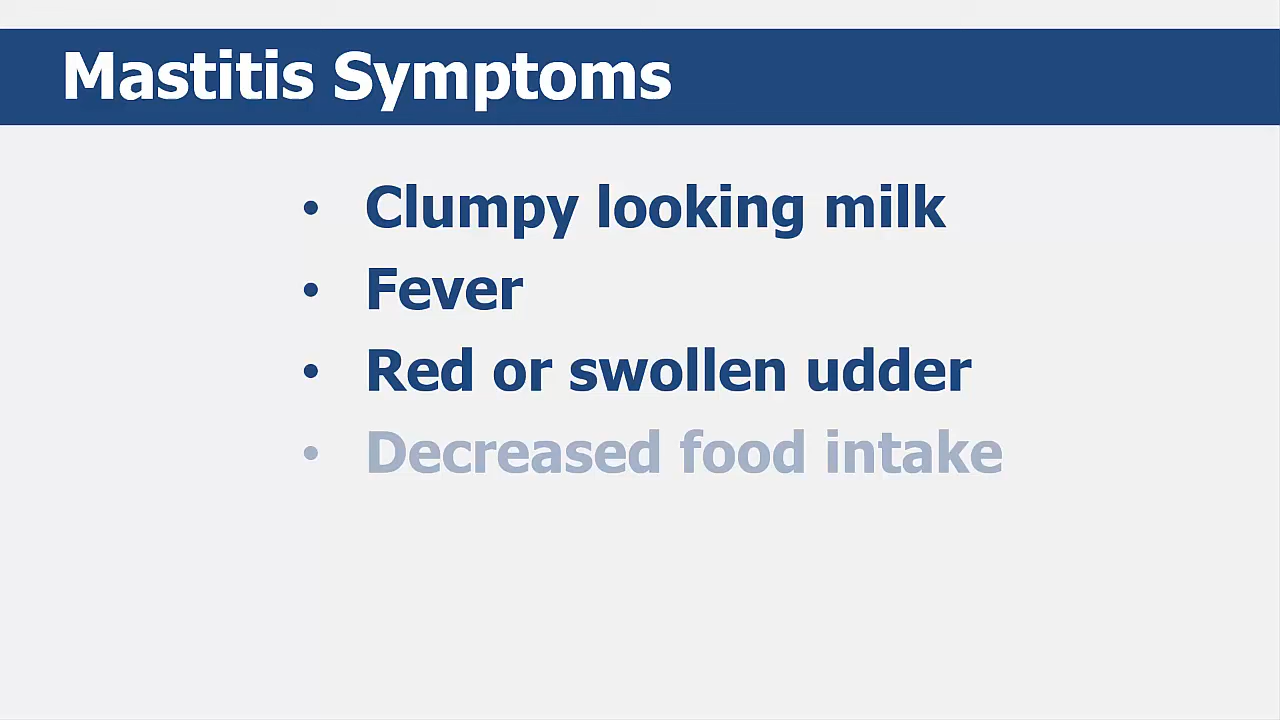 Mastitis Symptoms
• Clumpy looking milk
• Fever
• Red or swollen udder
• Decreased food intake